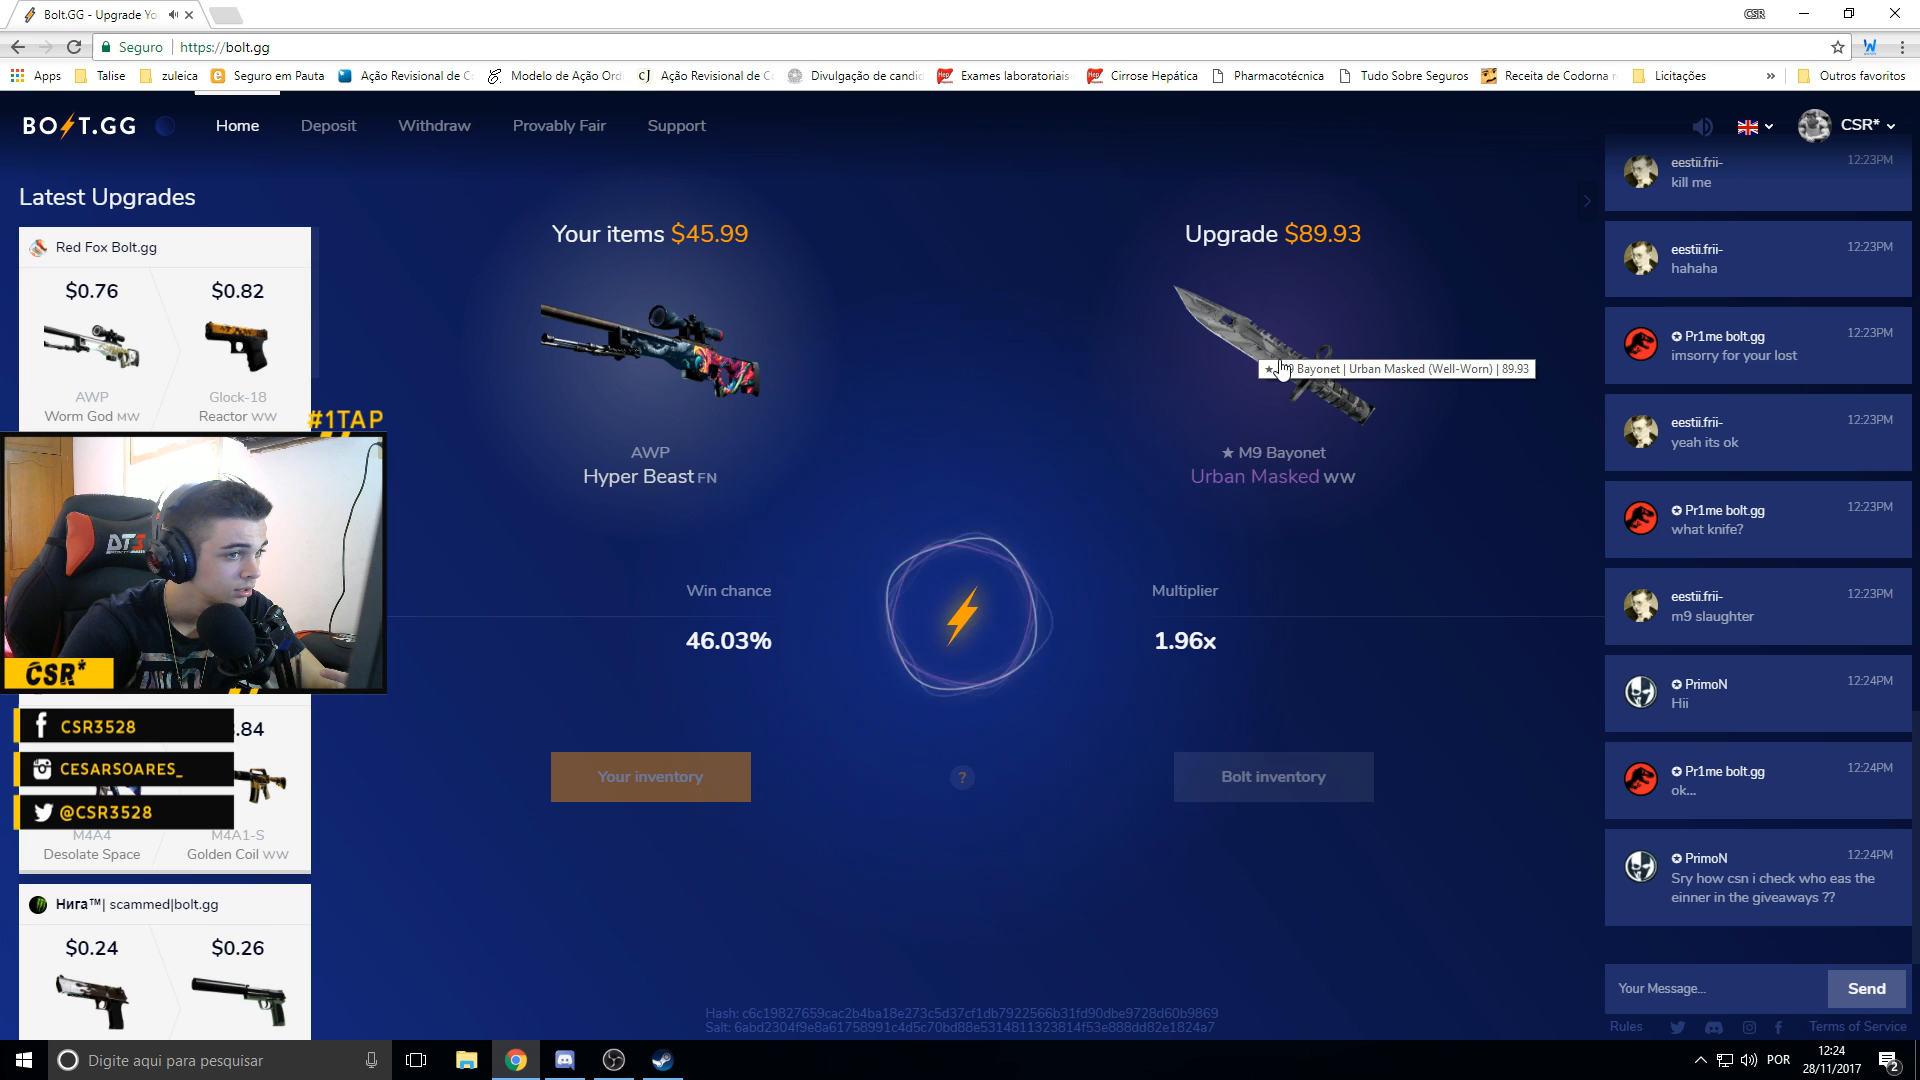 Bolt.GG - Upgrade Yo
CSR
Seguro
https://bolt.gg
Apps
Talise
zuleica
Seguro em Pauta
Ação Revisional de C
Modelo de Ação Ord
Ação Revisional de C
Divulgação de candid
Exames laboratoriais
Cirrose Hepática
Pharmacotécnica
Tudo Sobre Seguros
Receita de Codorna
Licitações
»
Outros favoritos
BOLT.GG
Home
Deposit
Withdraw
Provably Fair
Support
CSR*
Latest Upgrades
Red Fox Bolt.gg
$0.76
$0.82
AWP
Worm God MW
Glock-18
Reactor WW
#1TAP
DTS
CSR*
CSR3528
CESARSOARES_
@CSR3528
.84
M4A4
Desolate Space
M4A1-S
Golden Coil WW
Нига™| scammed|bolt.gg
$0.24
$0.26
Your items $45.99
AWP
Hyper Beast FN
Upgrade $89.93
Bayonet | Urban Masked (Well-Worn) | 89.93
★ M9 Bayonet
Urban Masked WW
Win chance
46.03%
Multiplier
1.96x
Your inventory
?
Bolt inventory
Hash: c6c19827659cac2b4ba18e273c5d37cf1db7922566b31fd90dbe9728d60b9869
Salt: 6abd2304f9e8a61758991c4d5c70bd88e5314811323814f53e888dd82e1824a7
eestii.frii-
12:23PM
kill me
eestii.frii-
12:23PM
hahaha
Pr1me bolt.gg
12:23PM
imsorry for your lost
eestii.frii-
12:23PM
yeah its ok
Pr1me bolt.gg
12:23PM
what knife?
eestii.frii-
12:23PM
m9 slaughter
PrimoN
12:24PM
Hii
Pr1me bolt.gg
12:24PM
ok...
PrimoN
12:24PM
Sry how csn i check who eas the
einner in the giveaways ??
Your Message...
Send
Rules
Terms of Service
Digite aqui para pesquisar
POR
12:24
28/11/2017
2